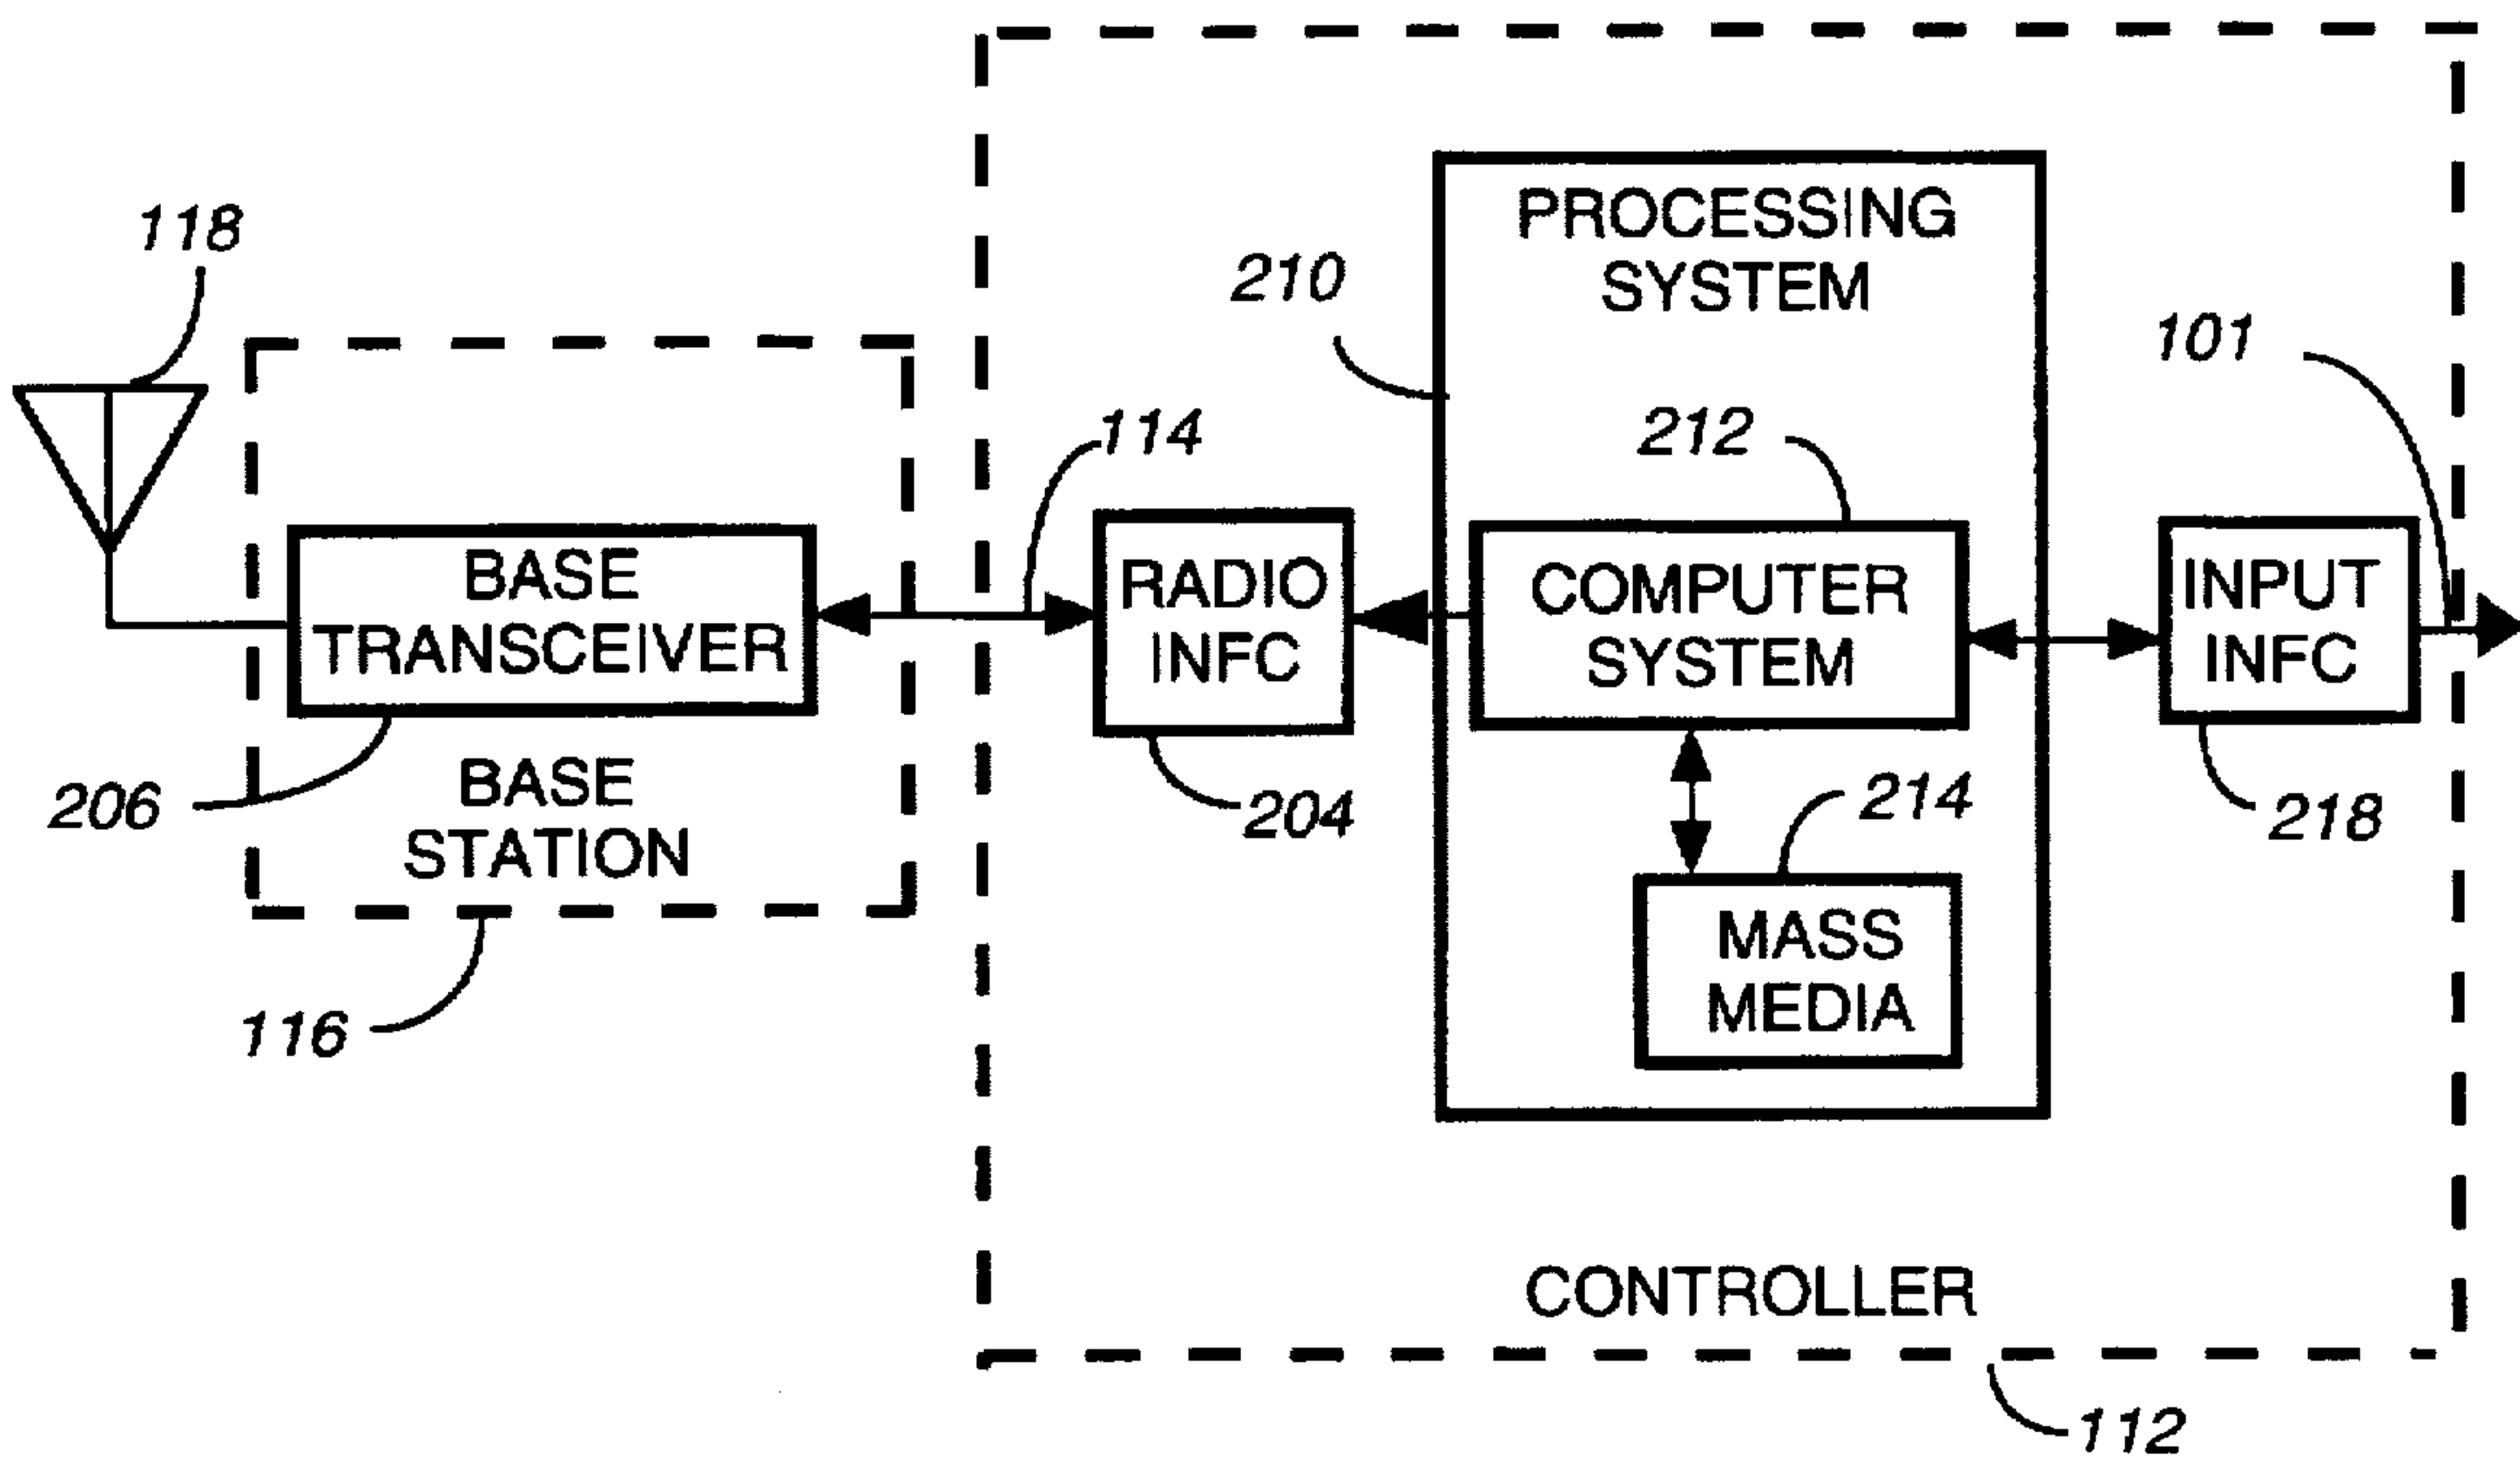 118
BASE
TRANSCEIVER
206
BASE
STATION
116
114
RADIO
INFC
204
210
PROCESSING
SYSTEM
212
COMPUTER
SYSTEM
214
MASS
MEDIA
101
INPUT
INFC
218
CONTROLLER
112